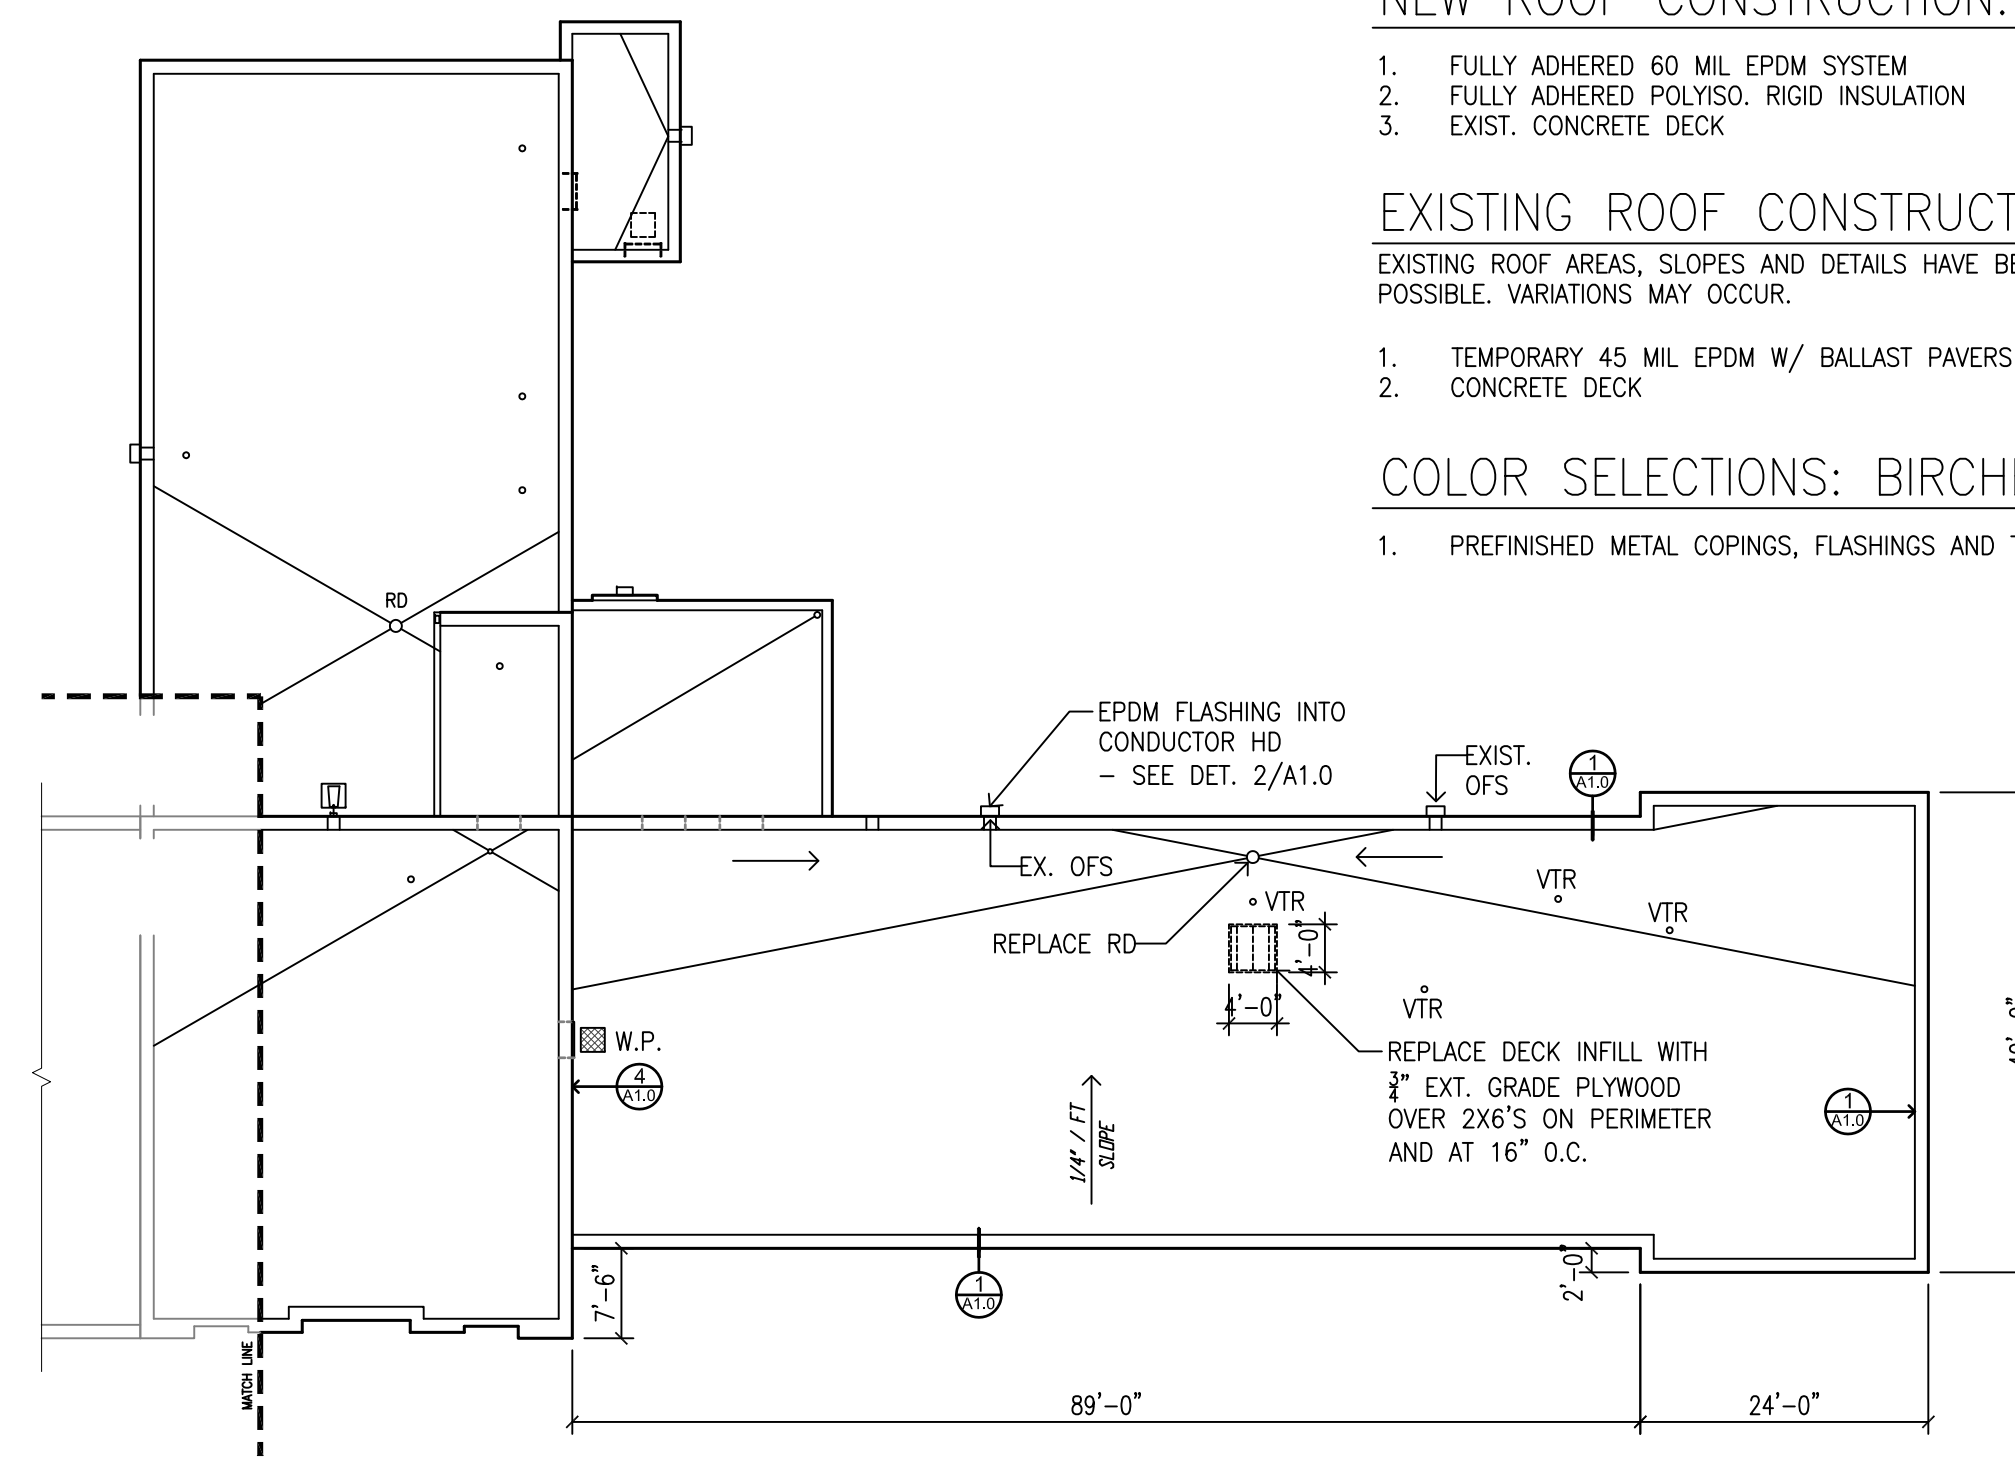 NEW ROOF CONSTRUCTION:
1. FULLY ADHERED 60 MIL EPDM SYSTEM
2. FULLY ADHERED POLYISO. RIGID INSULATION
3. EXIST. CONCRETE DECK
EXISTING ROOF CONSTRUCT
EXISTING ROOF AREAS, SLOPES AND DETAILS HAVE BE
POSSIBLE. VARIATIONS MAY OCCUR.
1. TEMPORARY 45 MIL EPDM W/ BALLAST PAVERS
2. CONCRETE DECK
COLOR SELECTIONS: BIRCH
1. PREFINISHED METAL COPINGS, FLASHINGS AND
RD
EPDM FLASHING INTO
CONDUCTOR HD
– SEE DET. 2/A1.0
EXIST.
OFS
1
A1.0
EX. OFS
VTR
VTR
VTR
REPLACE RD
4'-0"
4'-0"
VTR
W.P.
4
A1.0
REPLACE DECK INFILL WITH
3/4" EXT. GRADE PLYWOOD
OVER 2X6'S ON PERIMETER
AND AT 16" O.C.
1/4" / FT
SLOPE
1
A1.0
7'-6"
1
A1.0
2'-0"
MATCH LINE
89'-0"
24'-0"